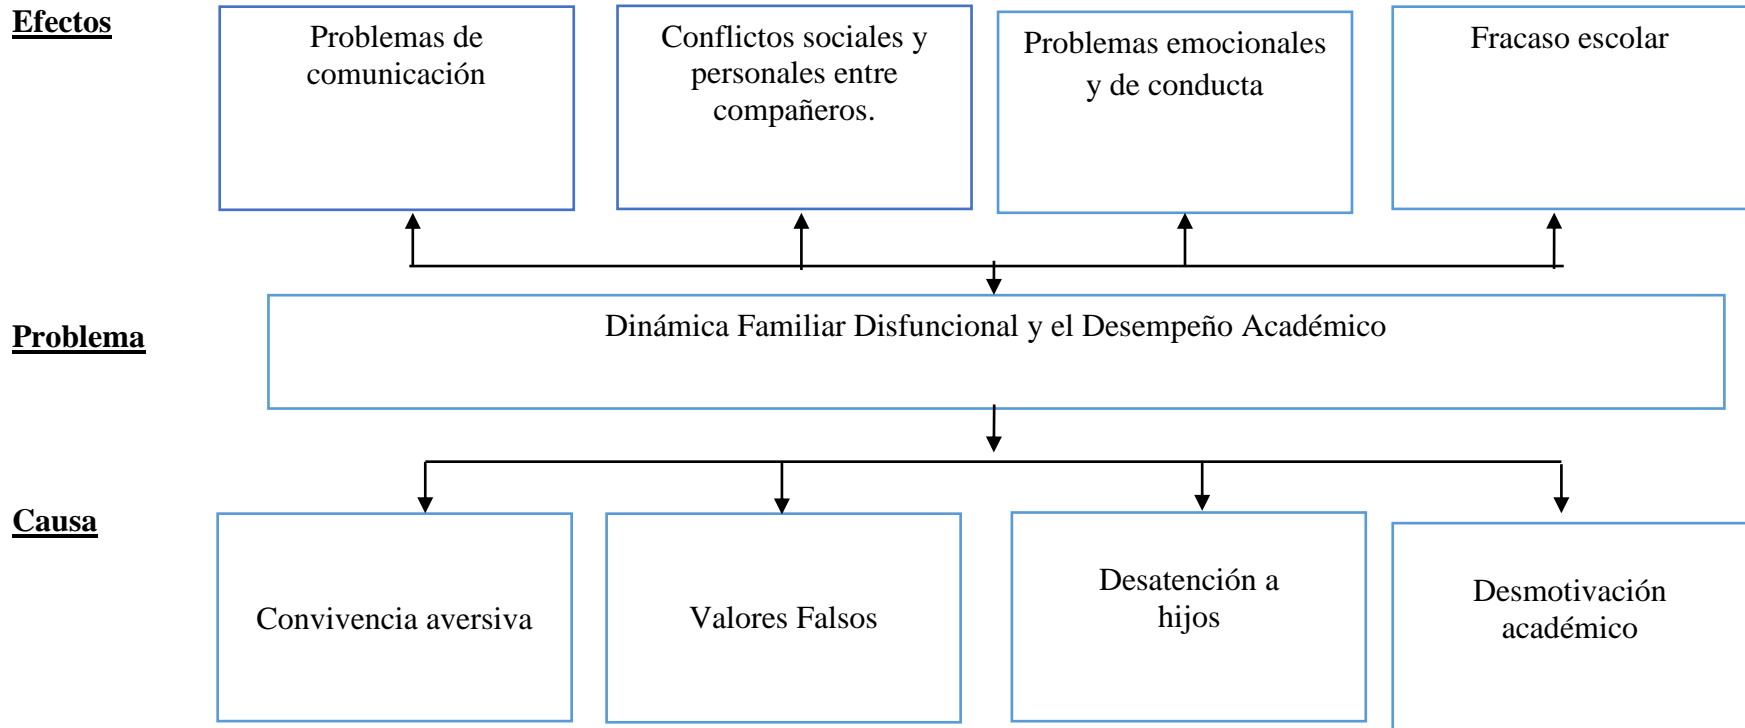 Efectos
Problemas de
comunicación
Conflictos sociales y
personales entre
compañeros.
Problemas emocionales
y de conducta
Fracaso escolar
Problema
Dinámica Familiar Disfuncional y el Desempeño Académico
Causa
Convivencia aversiva
Valores Falsos
Desatención a
hijos
Desmotivación
académico